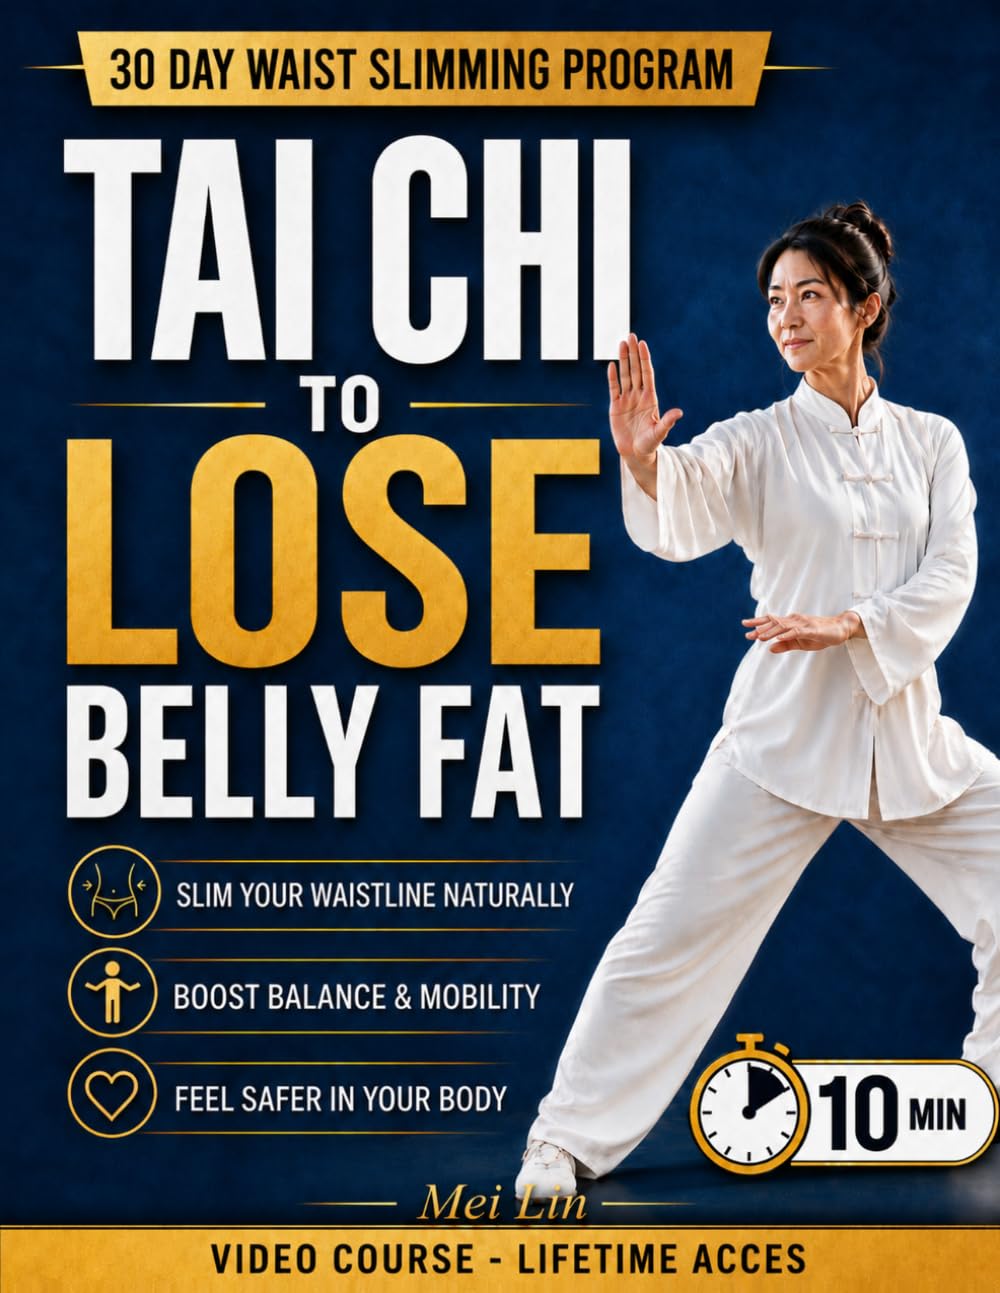 30 DAY WAIST SLIMMING PROGRAM
TAI CHI
TO
LOSE
BELLY FAT
SLIM YOUR WAISTLINE NATURALLY
BOOST BALANCE & MOBILITY
FEEL SAFER IN YOUR BODY
10 MIN
Mei Lin
VIDEO COURSE - LIFETIME ACCES